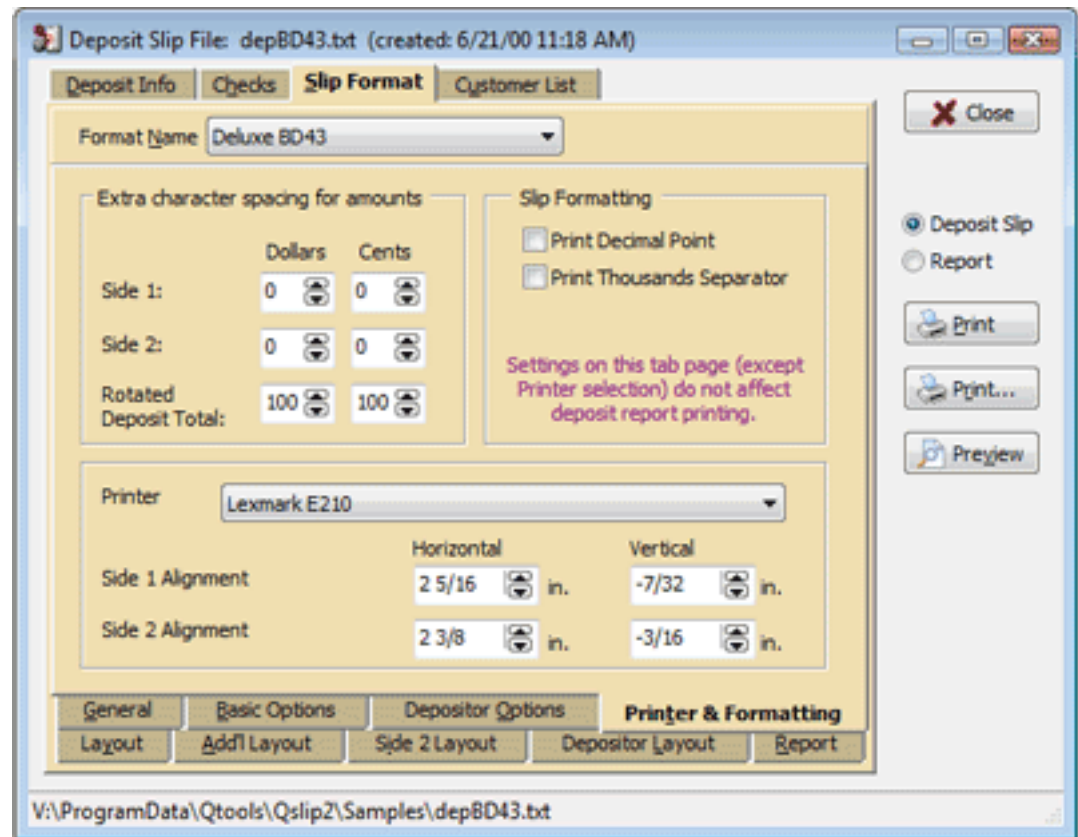 Deposit Slip File: depBD43.txt (created: 6/21/00 11:18 AM)
Deposit Info Checks Slip Format Customer List
Close
Format Name Deluxe BD43
Extra character spacing for amounts
Dollars Cents
Side 1: 0 0
Side 2: 0 0
Rotated
Deposit Total: 100 100
Slip Formatting
Print Decimal Point
Print Thousands Separator
Settings on this tab page (except
Printer selection) do not affect
deposit report printing.
Deposit Slip
Report
Print
Print...
Preview
Printer Lexmark E210
Horizontal Vertical
Side 1 Alignment 2 5/16 in. -7/32 in.
Side 2 Alignment 2 3/8 in. -3/16 in.
General Basic Options Depositor Options Printer & Formatting
Layout Add'l Layout Side 2 Layout Depositor Layout Report
V:\ProgramData\Qtools\Qslip2\Samples\depBD43.txt